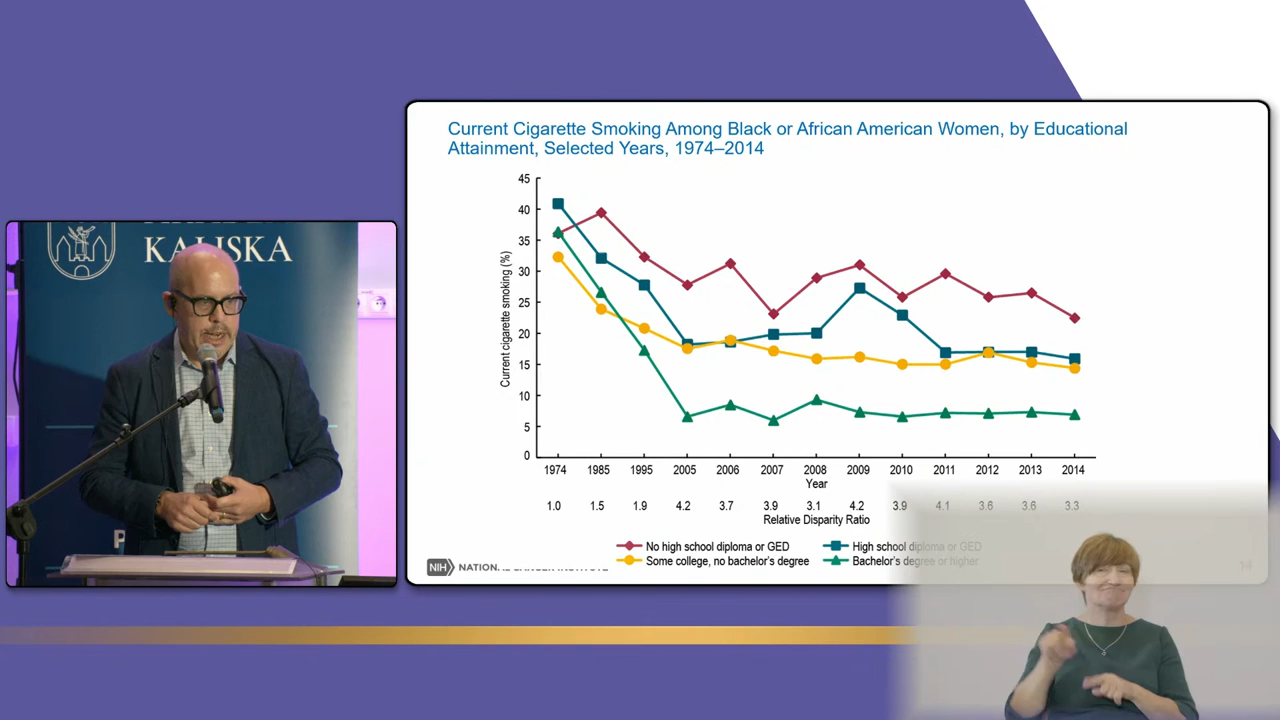 KALISKA
Current Cigarette Smoking Among Black or African American Women, by Educational
Attainment, Selected Years, 1974–2014
Current cigarette smoking (%)
45
40
35
30
25
20
15
10
5
0
1974 1985 1995 2005 2006 2007 2008 2009 2010 2011 2012 2013 2014
Year
1.0 1.5 1.9 4.2 3.7 3.9 3.1 4.2 3.9 4.1 3.6 3.6 3.3
Relative Disparity Ratio
No high school diploma or GED High school diploma or GED
Some college, no bachelor's degree Bachelor's degree or higher
NIH NATIONAL CANCER INSTITUTE
14